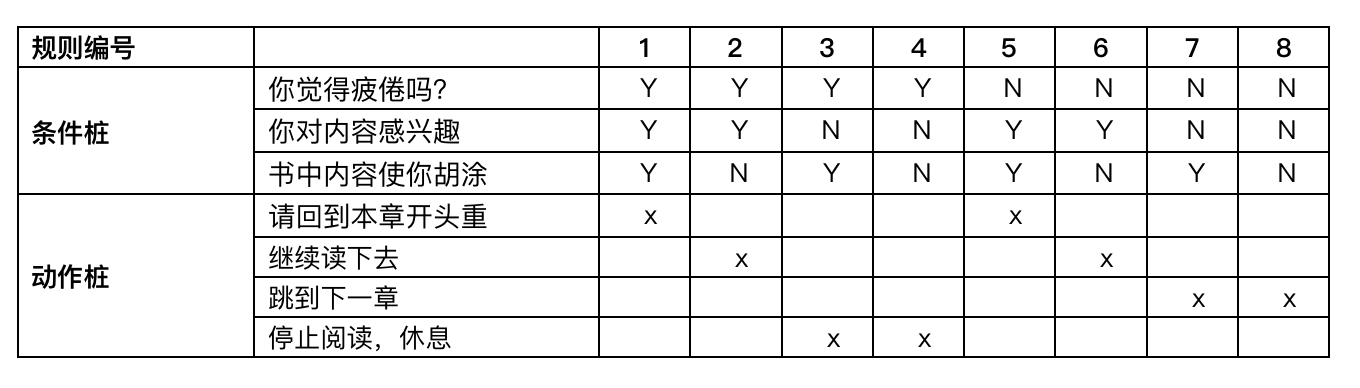 规则编号 1 2 3 4 5 6 7 8
条件桩
你觉得疲倦吗? Y Y Y Y N N N N
你对内容感兴趣 Y Y N N Y Y N N
书中内容使你胡涂 Y N Y N Y N Y N
动作桩
请回到本章开头重 x x
继续读下去 x x
跳到下一章 x x
停止阅读，休息 x x